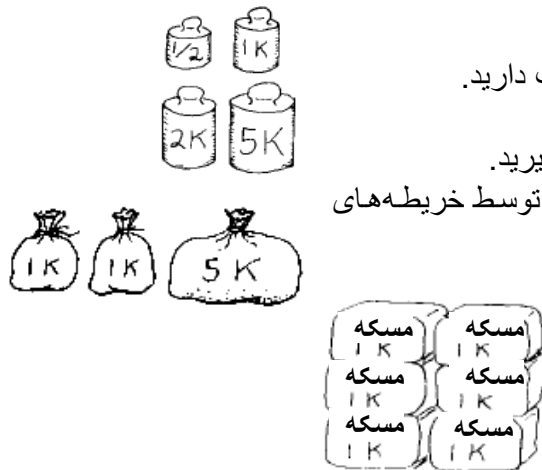 1/2 1K
دارید.
2K 5K
یرید.
توسط خریطه‌های
1K 1K 5K
مسکه مسکه
1K 1K
مسکه مسکه
1K 1K
مسکه مسکه
1K 1K